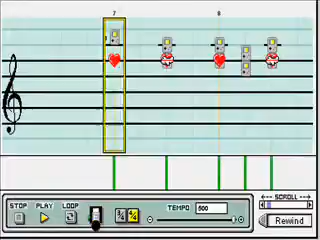 7 8
SCROLL
STOP PLAY LOOP
TEMPO 500
3/4 4/4
Rewind